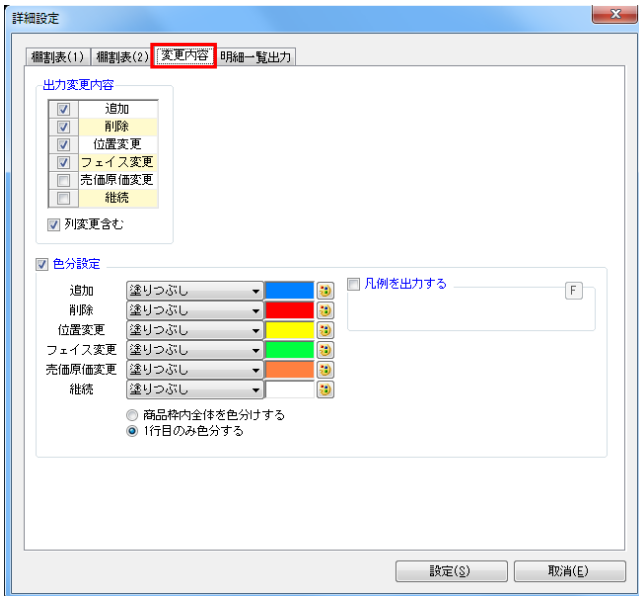 詳細設定
棚割表(1) 棚割表(2) 変更内容 明細一覧出力
出力変更内容
追加
削除
位置変更
フェイス変更
売価原価変更
継続
列変更含む
色分設定
追加 塗りつぶし
削除 塗りつぶし
位置変更 塗りつぶし
フェイス変更 塗りつぶし
売価原価変更 塗りつぶし
継続 塗りつぶし
商品枠内全体を色分けする
1行目のみ色分する
凡例を出力する F
設定(S) 取消(E)